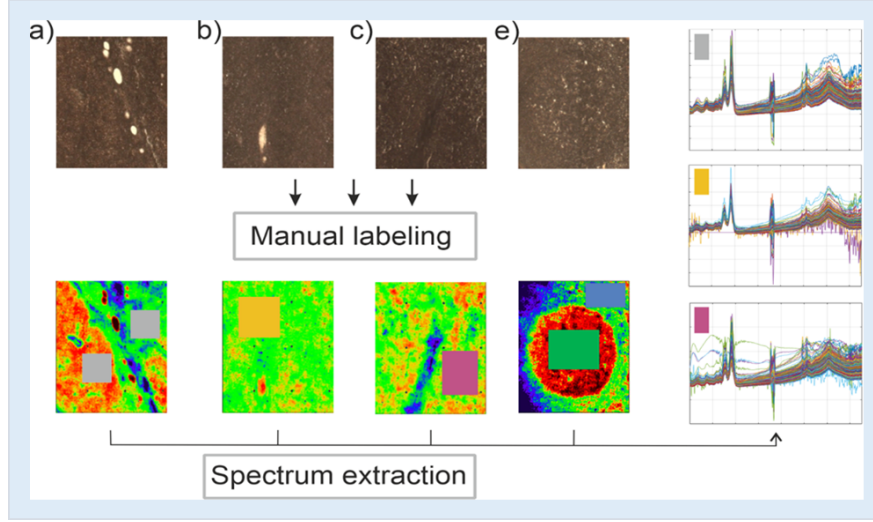 a)
b)
c)
e)
Manual labeling
Spectrum extraction